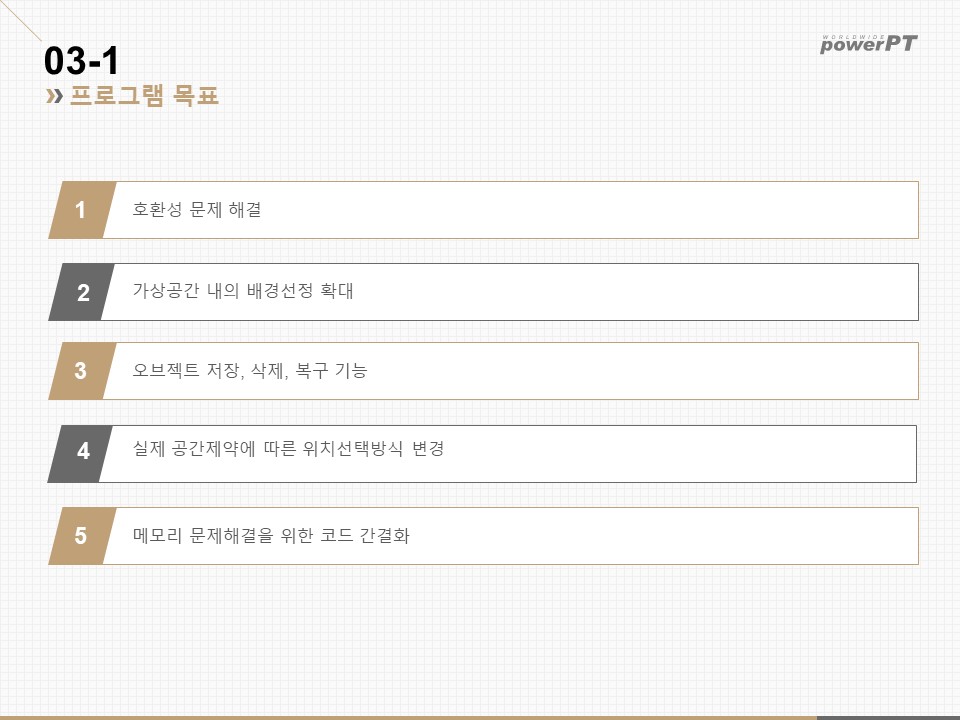 03-1
WORLDWIDE
powerPT
프로그램 목표
1
호환성 문제 해결
2
가상공간 내의 배경선정 확대
3
오브젝트 저장, 삭제, 복구 기능
4
실제 공간제약에 따른 위치선택방식 변경
5
메모리 문제해결을 위한 코드 간결화